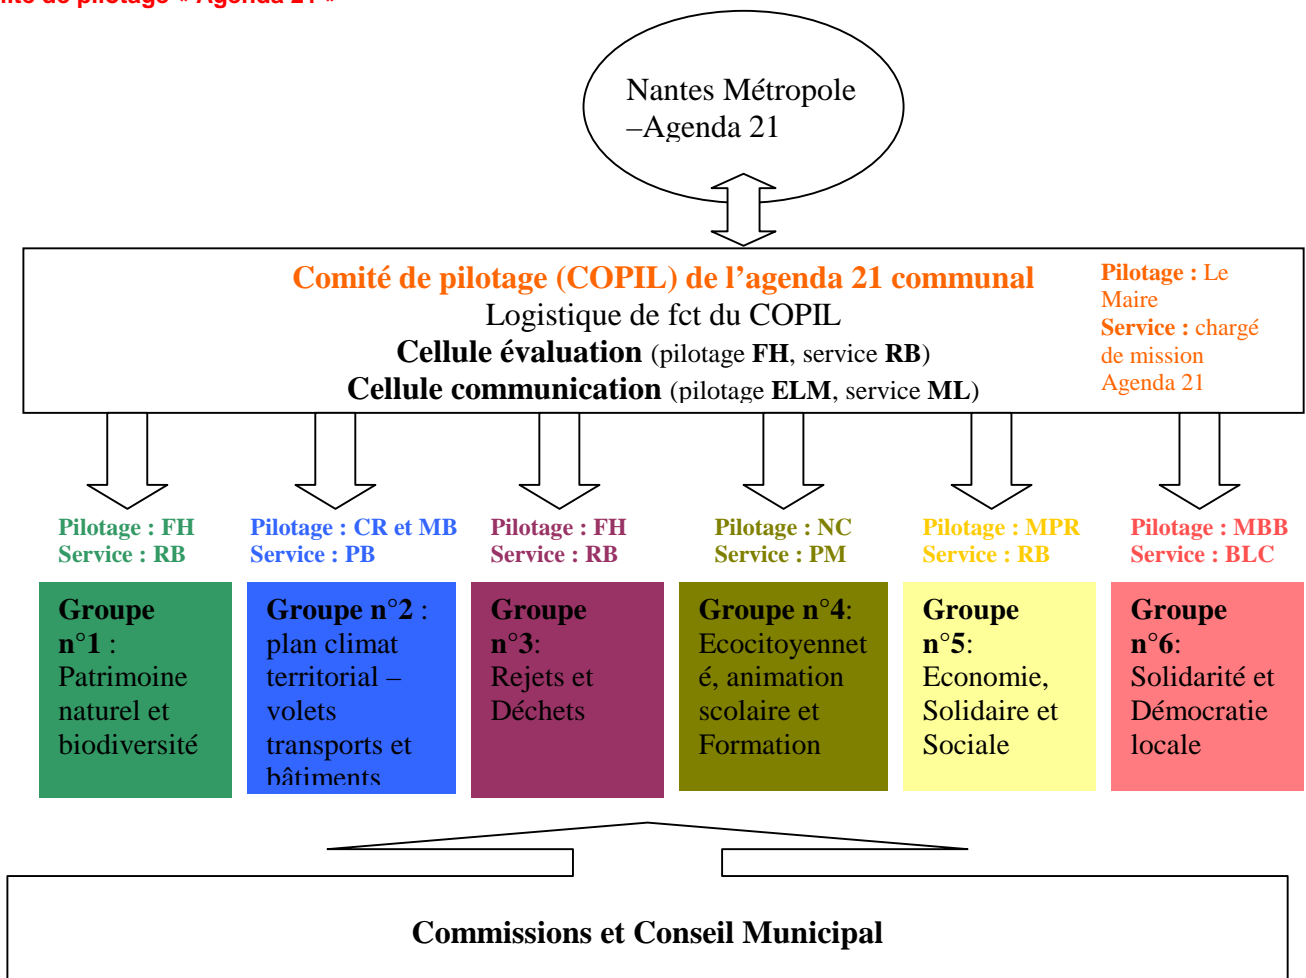 de pilotage « Agenda 21 »
Nantes Métropole
–Agenda 21
Comité de pilotage (COPIL) de l'agenda 21 communal
Logistique de fct du COPIL
Cellule évaluation (pilotage FH, service RB)
Cellule communication (pilotage ELM, service ML)
Pilotage : Le
Maire
Service : chargé
de mission
Agenda 21
Pilotage : FH
Service : RB
Pilotage : CR et MB
Service : PB
Pilotage : FH
Service : RB
Pilotage : NC
Service : PM
Pilotage : MPR
Service : RB
Pilotage : MBB
Service : BLC
Groupe
n°1 :
Patrimoine
naturel et
biodiversité
Groupe n°2 :
plan climat
territorial –
volets
transports et
bâtiments
Groupe
n°3:
Rejets et
Déchets
Groupe n°4:
Ecocitoyennet
é, animation
scolaire et
Formation
Groupe
n°5:
Economie,
Solidaire et
Sociale
Groupe
n°6:
Solidarité et
Démocratie
locale
Commissions et Conseil Municipal